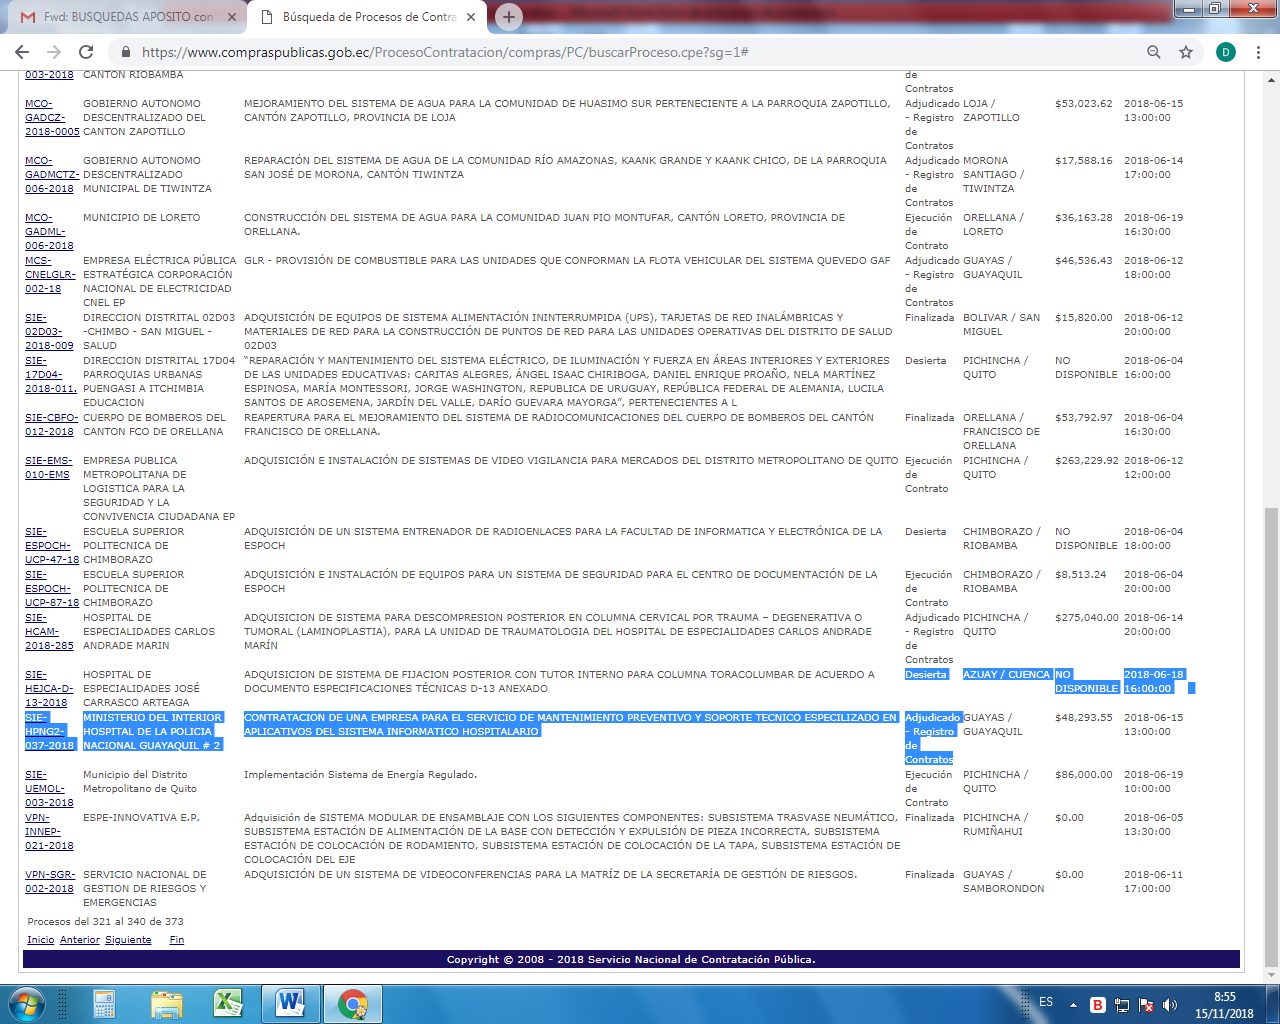 Fwd: BUSQUEDAS APOSITO con
Búsqueda de Procesos de Contra
https://www.compraspublicas.gob.ec/ProcesoContratacion/compras/PC/buscarProceso.cpe?sg=1#
D
003-2018
CANTON RIOBAMBA
de
Contratos
MCO-
GADCZ-
2018-0005
GOBIERNO AUTONOMO
DESCENTRALIZADO DEL
CANTON ZAPOTILLO
MEJORAMIENTO DEL SISTEMA DE AGUA PARA LA COMUNIDAD DE HUASIMO SUR PERTENECIENTE A LA PARROQUIA ZAPOTILLO,
CANTÓN ZAPOTILLO, PROVINCIA DE LOJA
Adjudicado
- Registro
de
Contratos
LOJA /
ZAPOTILLO
$53,023.62
2018-06-15
13:00:00
MCO-
GADMCTZ-
006-2018
GOBIERNO AUTONOMO
DESCENTRALIZADO
MUNICIPAL DE TIWINTZA
REPARACIÓN DEL SISTEMA DE AGUA DE LA COMUNIDAD RÍO AMAZONAS, KAANK GRANDE Y KAANK CHICO, DE LA PARROQUIA
SAN JOSÉ DE MORONA, CANTÓN TIWINTZA
Adjudicado
- Registro
de
Contratos
MORONA
SANTIAGO /
TIWINTZA
$17,588.16
2018-06-14
17:00:00
MCO-
GADML-
006-2018
MUNICIPIO DE LORETO
CONSTRUCCIÓN DEL SISTEMA DE AGUA PARA LA COMUNIDAD JUAN PIO MONTUFAR, CANTÓN LORETO, PROVINCIA DE
ORELLANA.
Ejecución
de
Contrato
ORELLANA /
LORETO
$36,163.28
2018-06-19
16:30:00
MCS-
CNELGLR-
002-18
EMPRESA ELÉCTRICA PÚBLICA
ESTRATÉGICA CORPORACIÓN
NACIONAL DE ELECTRICIDAD
CNEL EP
GLR - PROVISIÓN DE COMBUSTIBLE PARA LAS UNIDADES QUE CONFORMAN LA FLOTA VEHICULAR DEL SISTEMA QUEVEDO GAF
Adjudicado
- Registro
de
Contratos
GUAYAS /
GUAYAQUIL
$46,536.43
2018-06-12
18:00:00
SIE-
02D03-
2018-009
DIRECCION DISTRITAL 02D03
-CHIMBO - SAN MIGUEL -
SALUD
ADQUISICIÓN DE EQUIPOS DE SISTEMA ALIMENTACIÓN ININTERRUMPIDA (UPS), TARJETAS DE RED INALÁMBRICAS Y
MATERIALES DE RED PARA LA CONSTRUCCIÓN DE PUNTOS DE RED PARA LAS UNIDADES OPERATIVAS DEL DISTRITO DE SALUD
02D03
Finalizada
BOLIVAR / SAN
MIGUEL
$15,820.00
2018-06-12
20:00:00
SIE-
17D04-
2018-011.
DIRECCION DISTRITAL 17D04
PARROQUIAS URBANAS
PUENGASI A ITCHIMBIA
EDUCACION
“REPARACIÓN Y MANTENIMIENTO DEL SISTEMA ELÉCTRICO, DE ILUMINACIÓN Y FUERZA EN ÁREAS INTERIORES Y EXTERIORES
DE LAS UNIDADES EDUCATIVAS: CARITAS ALEGRES, ÁNGEL ISAAC CHIRIBOGA, DANIEL ENRIQUE PROAÑO, NELA MARTÍNEZ
ESPINOSA, MARÍA MONTESSORI, JORGE WASHINGTON, REPUBLICA DE URUGUAY, REPÚBLICA FEDERAL DE ALEMANIA, LUCILA
SANTOS DE AROSEMENA, JARDÍN DEL VALLE, DARÍO GUEVARA MAYORGA”, PERTENECIENTES A L
Desierta
PICHINCHA /
QUITO
NO
DISPONIBLE
2018-06-04
16:00:00
SIE-CBFO-
012-2018
CUERPO DE BOMBEROS DEL
CANTON FCO DE ORELLANA
REAPERTURA PARA EL MEJORAMIENTO DEL SISTEMA DE RADIOCOMUNICACIONES DEL CUERPO DE BOMBEROS DEL CANTÓN
FRANCISCO DE ORELLANA.
Finalizada
ORELLANA /
FRANCISCO DE
ORELLANA
$53,792.97
2018-06-04
16:30:00
SIE-EMS-
010-EMS
EMPRESA PUBLICA
METROPOLITANA DE
LOGISTICA PARA LA
SEGURIDAD Y LA
CONVIVENCIA CIUDADANA EP
ADQUISICIÓN E INSTALACIÓN DE SISTEMAS DE VIDEO VIGILANCIA PARA MERCADOS DEL DISTRITO METROPOLITANO DE QUITO
Ejecución
de
Contrato
PICHINCHA /
QUITO
$263,229.92
2018-06-12
12:00:00
SIE-
ESPOCH-
UCP-47-18
ESCUELA SUPERIOR
POLITECNICA DE
CHIMBORAZO
ADQUISICIÓN DE UN SISTEMA ENTRENADOR DE RADIOENLACES PARA LA FACULTAD DE INFORMATICA Y ELECTRÓNICA DE LA
ESPOCH
Desierta
CHIMBORAZO /
RIOBAMBA
NO
DISPONIBLE
2018-06-04
18:00:00
SIE-
ESPOCH-
UCP-87-18
ESCUELA SUPERIOR
POLITECNICA DE
CHIMBORAZO
ADQUISICIÓN E INSTALACIÓN DE EQUIPOS PARA UN SISTEMA DE SEGURIDAD PARA EL CENTRO DE DOCUMENTACIÓN DE LA
ESPOCH
Ejecución
de
Contrato
CHIMBORAZO /
RIOBAMBA
$8,513.24
2018-06-04
20:00:00
SIE-
HCAM-
2018-285
HOSPITAL DE
ESPECIALIDADES CARLOS
ANDRADE MARIN
ADQUISICION DE SISTEMA PARA DESCOMPRESION POSTERIOR EN COLUMNA CERVICAL POR TRAUMA – DEGENERATIVA O
TUMORAL (LAMINOPLASTIA), PARA LA UNIDAD DE TRAUMATOLOGIA DEL HOSPITAL DE ESPECIALIDADES CARLOS ANDRADE
MARÍN
Adjudicado
- Registro
de
Contratos
PICHINCHA /
QUITO
$275,040.00
2018-06-14
20:00:00
SIE-
HEJCA-D-
13-2018
HOSPITAL DE
ESPECIALIDADES JOSÉ
CARRASCO ARTEAGA
ADQUISICION DE SISTEMA DE FIJACION POSTERIOR CON TUTOR INTERNO PARA COLUMNA TORACOLUMBAR DE ACUERDO A
DOCUMENTO ESPECIFICACIONES TÉCNICAS D-13 ANEXADO
Desierta
AZUAY / CUENCA
NO
DISPONIBLE
2018-06-18
16:00:00
SIE-
HPNG2-
037-2018
MINISTERIO DEL INTERIOR
HOSPITAL DE LA POLICIA
NACIONAL GUAYAQUIL # 2
CONTRATACION DE UNA EMPRESA PARA EL SERVICIO DE MANTENIMIENTO PREVENTIVO Y SOPORTE TECNICO ESPECILIZADO EN
APLICATIVOS DEL SISTEMA INFORMATICO HOSPITALARIO
Adjudicado
- Registro
de
Contratos
GUAYAS /
GUAYAQUIL
$48,293.55
2018-06-15
13:00:00
SIE-
UEMOL-
003-2018
Municipio del Distrito
Metropolitano de Quito
Implementación Sistema de Energía Regulado.
Ejecución
de
Contrato
PICHINCHA /
QUITO
$86,000.00
2018-06-19
10:00:00
VPN-
INNEP-
021-2018
ESPE-INNOVATIVA E.P.
Adquisición de SISTEMA MODULAR DE ENSAMBLAJE CON LOS SIGUIENTES COMPONENTES: SUBSISTEMA TRASVASE NEUMÁTICO,
SUBSISTEMA ESTACIÓN DE ALIMENTACIÓN DE LA BASE CON DETECCIÓN Y EXPULSIÓN DE PIEZA INCORRECTA, SUBSISTEMA
ESTACIÓN DE COLOCACIÓN DE RODAMIENTO, SUBSISTEMA ESTACIÓN DE COLOCACIÓN DE LA TAPA, SUBSISTEMA ESTACIÓN DE
COLOCACIÓN DEL EJE
Finalizada
PICHINCHA /
RUMIÑAHUI
$0.00
2018-06-05
13:30:00
VPN-SGR-
002-2018
SERVICIO NACIONAL DE
GESTION DE RIESGOS Y
EMERGENCIAS
ADQUISICIÓN DE UN SISTEMA DE VIDEOCONFERENCIAS PARA LA MATRÍZ DE LA SECRETARÍA DE GESTIÓN DE RIESGOS.
Finalizada
GUAYAS /
SAMBORONDON
$0.00
2018-06-11
17:00:00
Procesos del 321 al 340 de 373
Inicio Anterior Siguiente Fin
Copyright © 2008 - 2018 Servicio Nacional de Contratación Pública.
ES
8:55
15/11/2018